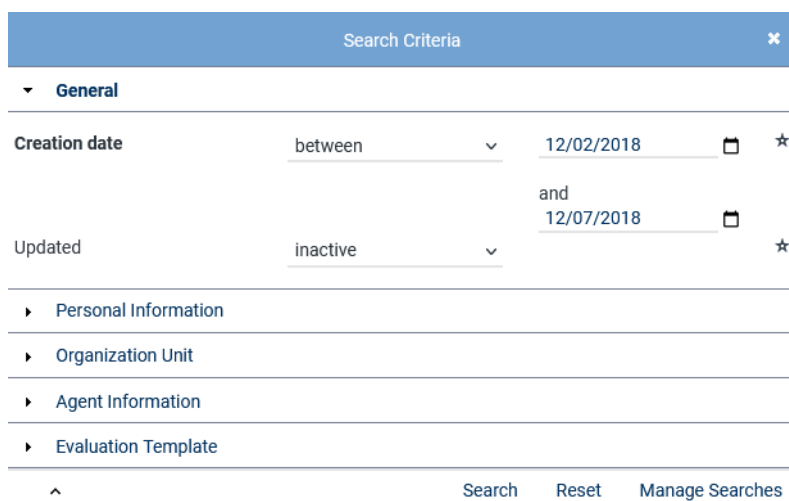 Search Criteria
General
Creation date between 12/02/2018
and
12/07/2018
Updated inactive
Personal Information
Organization Unit
Agent Information
Evaluation Template
Search Reset Manage Searches